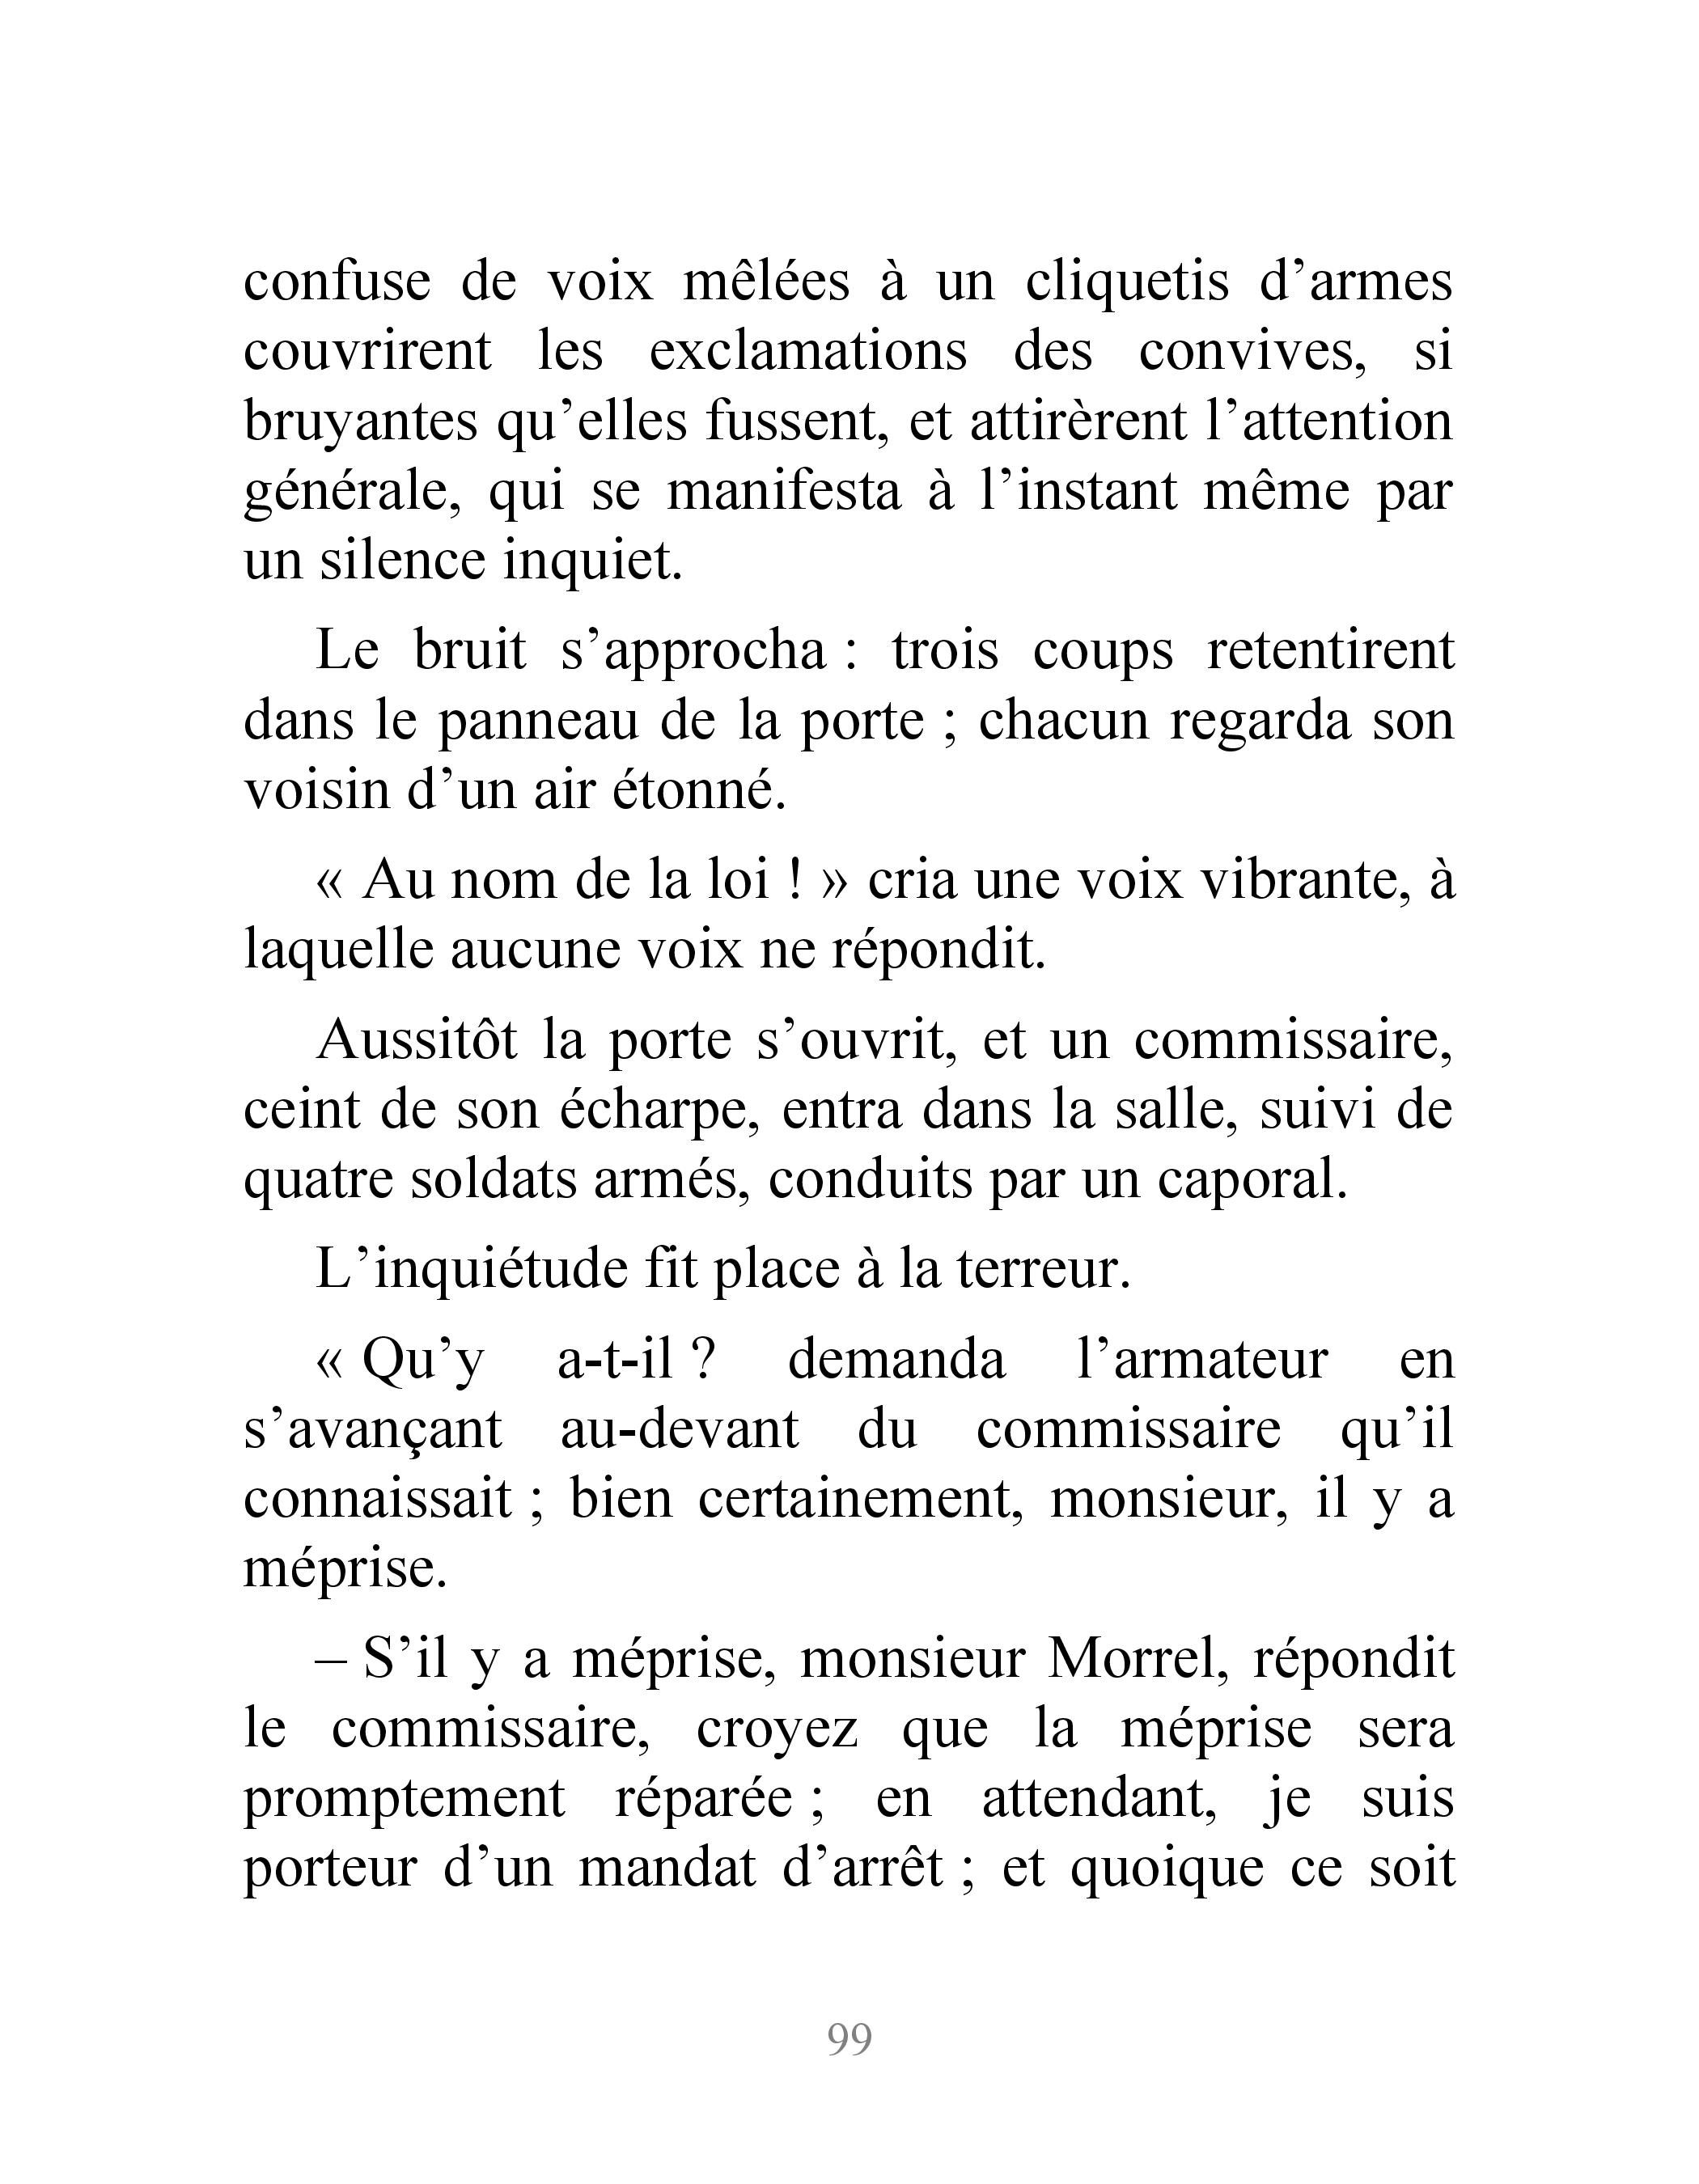 confuse de voix mêlées à un cliquetis d’armes
couvrirent les exclamations des convives, si
bruyantes qu’elles fussent, et attirèrent l’attention
générale, qui se manifesta à l’instant même par
un silence inquiet.
Le bruit s’approcha : trois coups retentirent
dans le panneau de la porte ; chacun regarda son
voisin d’un air étonné.
« Au nom de la loi ! » cria une voix vibrante, à
laquelle aucune voix ne répondit.
Aussitôt la porte s’ouvrit, et un commissaire,
ceint de son écharpe, entra dans la salle, suivi de
quatre soldats armés, conduits par un caporal.
L’inquiétude fit place à la terreur.
« Qu’y a-t-il ? demanda l’armateur en
s’avançant au-devant du commissaire qu’il
connaissait ; bien certainement, monsieur, il y a
méprise.
– S’il y a méprise, monsieur Morrel, répondit
le commissaire, croyez que la méprise sera
promptement réparée ; en attendant, je suis
porteur d’un mandat d’arrêt ; et quoique ce soit
99